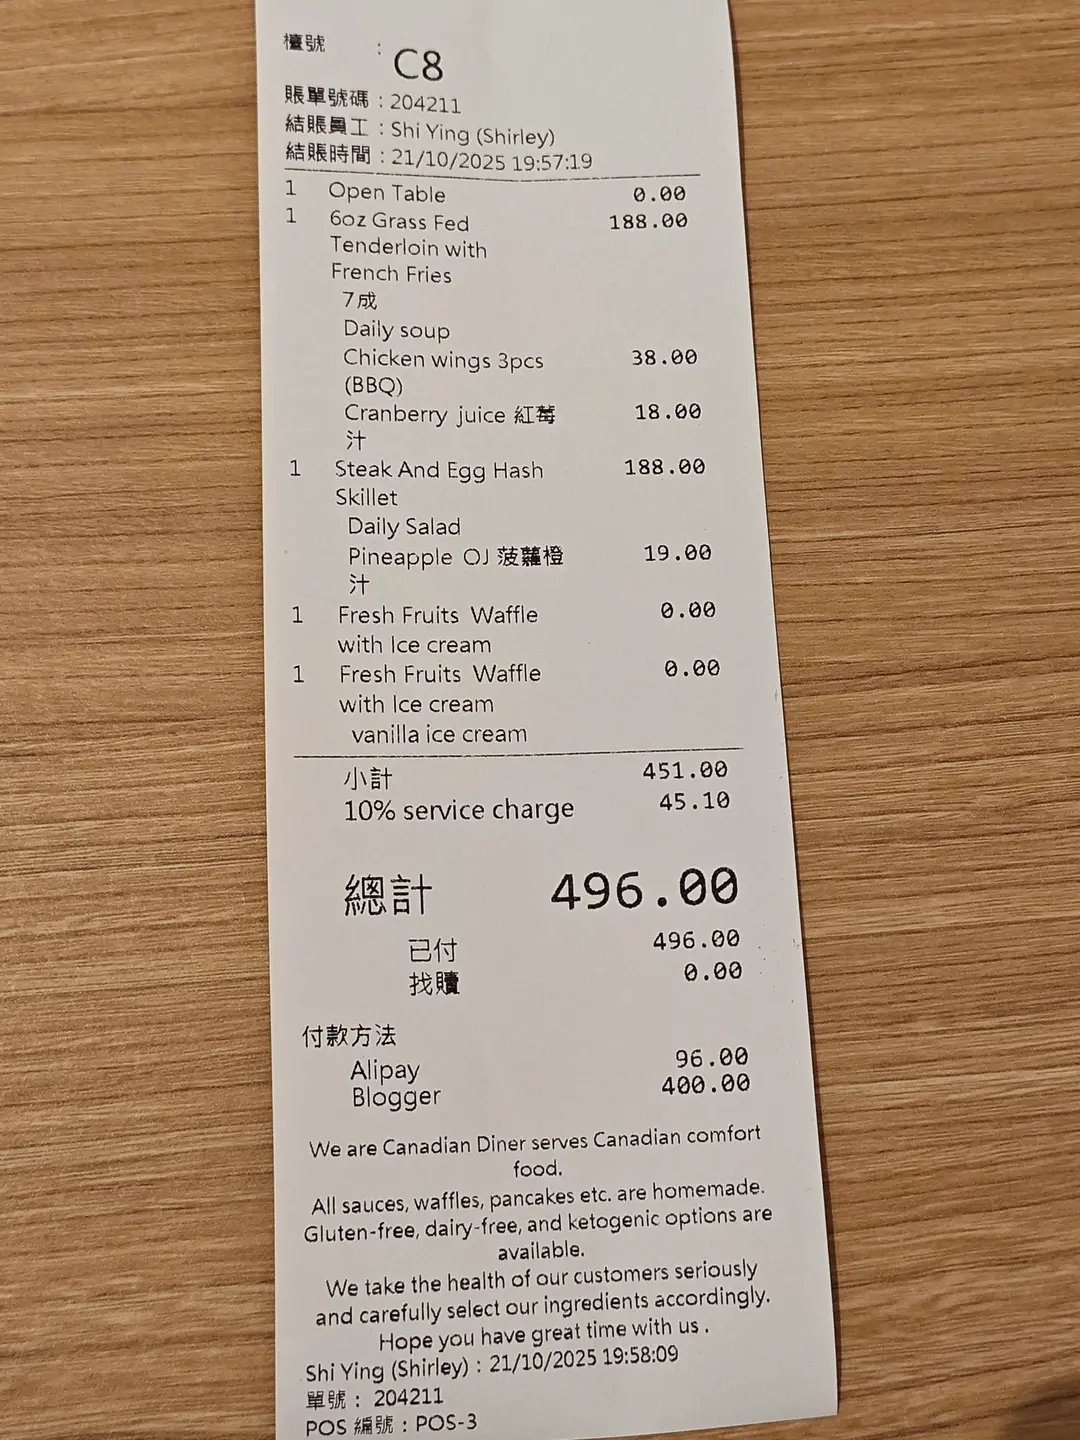 檯號 :
C8
賬單號碼 : 204211
結賬員工 : Shi Ying (Shirley)
結賬時間 : 21/10/2025 19:57:19
1 Open Table 0.00
1 6oz Grass Fed 188.00
Tenderloin with
French Fries
7成
Daily soup
Chicken wings 3pcs 38.00
(BBQ)
Cranberry juice 紅莓 18.00
汁
1 Steak And Egg Hash 188.00
Skillet
Daily Salad
Pineapple OJ 菠蘿橙 19.00
汁
1 Fresh Fruits Waffle 0.00
with Ice cream
1 Fresh Fruits Waffle 0.00
with Ice cream
vanilla ice cream
小計 451.00
10% service charge 45.10
總計 496.00
已付 496.00
找贖 0.00
付款方法
Alipay 96.00
Blogger 400.00
We are Canadian Diner serves Canadian comfort
food.
All sauces, waffles, pancakes etc. are homemade.
Gluten-free, dairy-free, and ketogenic options are
available.
We take the health of our customers seriously
and carefully select our ingredients accordingly.
Hope you have great time with us .
Shi Ying (Shirley) : 21/10/2025 19:58:09
單號 : 204211
POS 編號 : POS-3